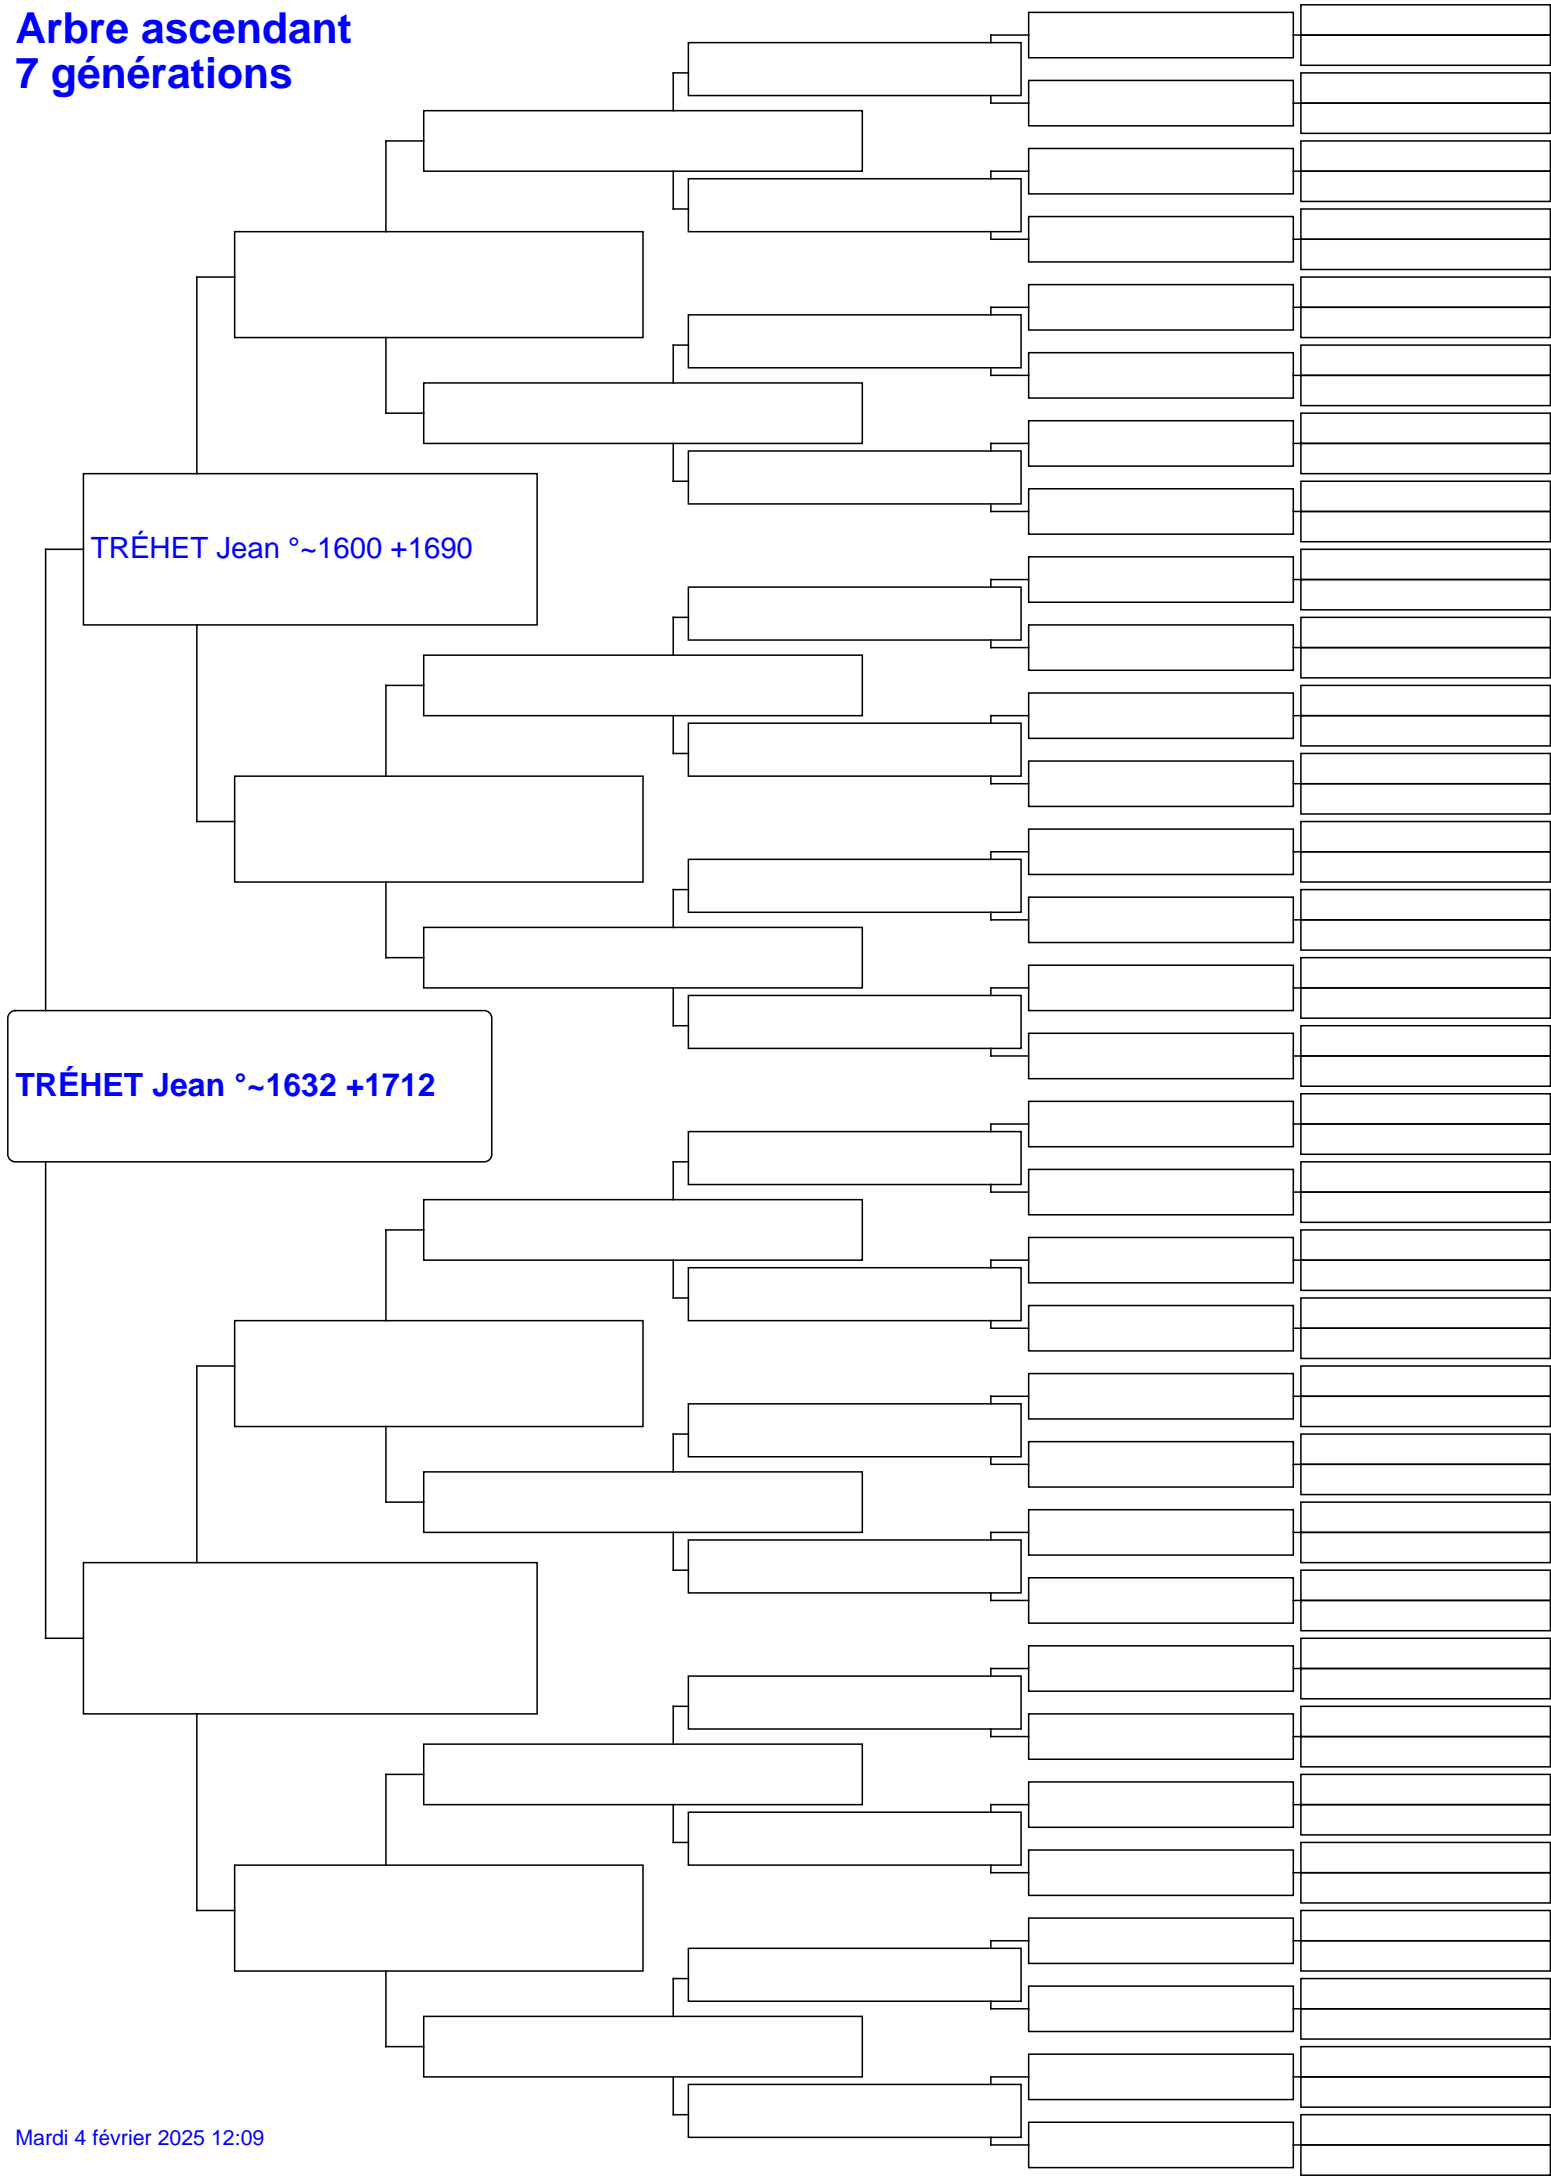 Arbre ascendant
7 générations
TRÉHET Jean °~1600 +1690
TRÉHET Jean °~1632 +1712
Mardi 4 février 2025 12:09